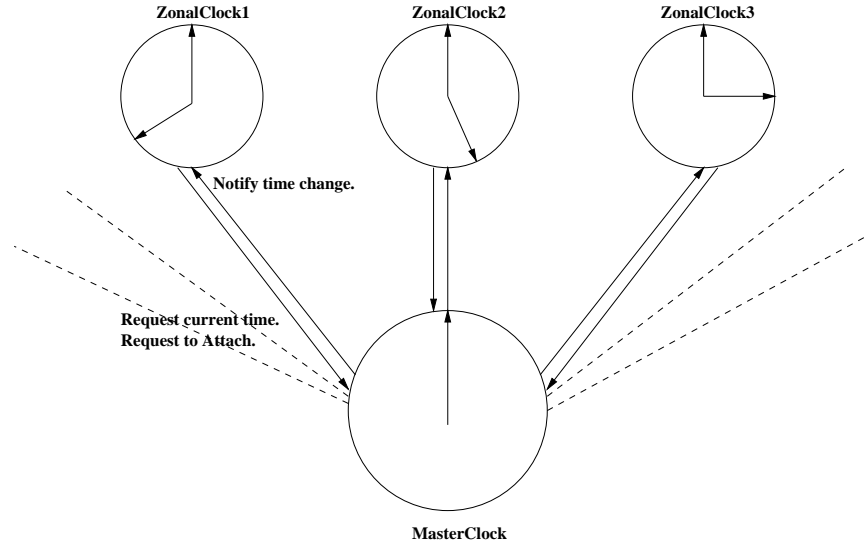 ZonalClock1
ZonalClock2
ZonalClock3
Notify time change.
Request current time.
Request to Attach.
MasterClock